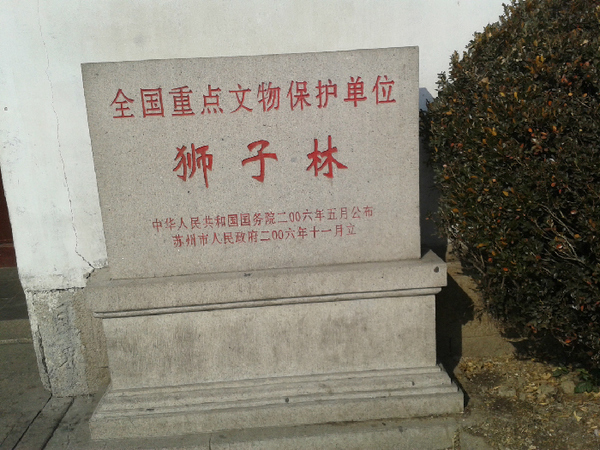 全国重点文物保护单位
狮子林
中华人民共和国国务院二〇〇六年五月公布
苏州市人民政府二〇〇六年十一月立